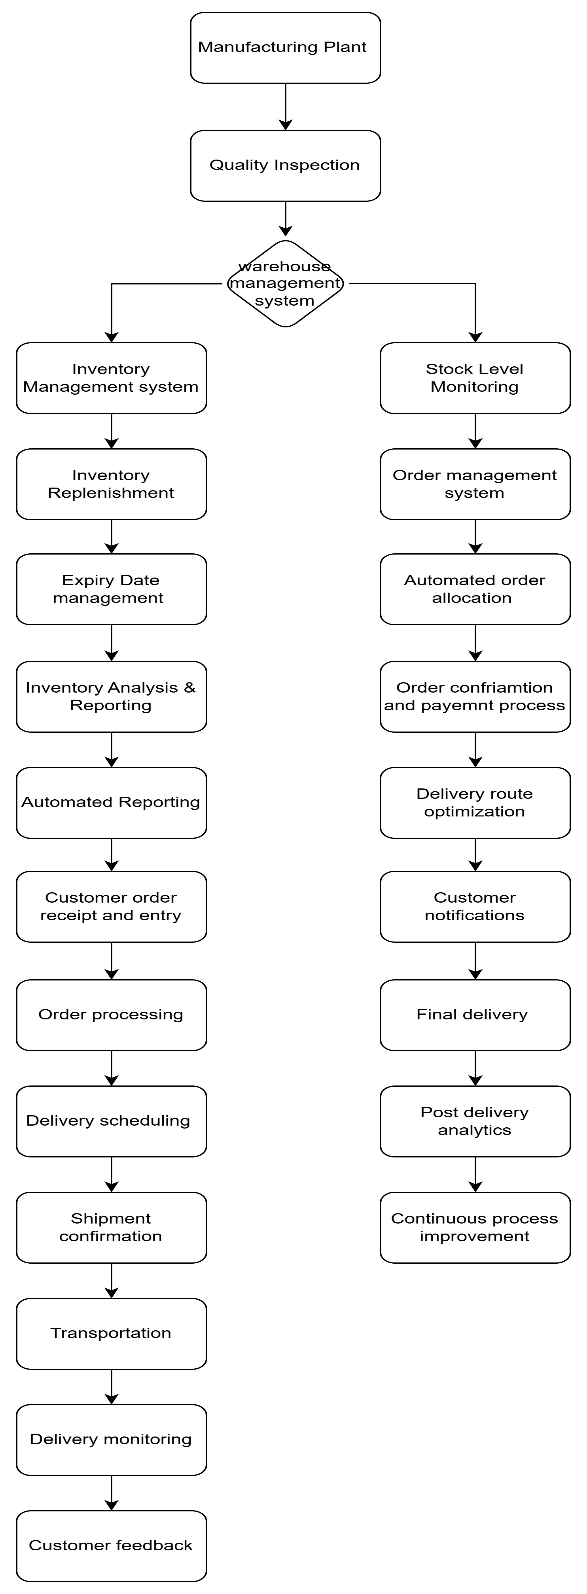 Manufacturing Plant
Quality Inspection
warehouse
management
system
Inventory
Management system
Inventory
Replenishment
Expiry Date
management
Inventory Analysis &
Reporting
Automated Reporting
Customer order
receipt and entry
Order processing
Delivery scheduling
Shipment
confirmation
Transportation
Delivery monitoring
Customer feedback
Stock Level
Monitoring
Order management
system
Automated order
allocation
Order confriamtion
and payemnt process
Delivery route
optimization
Customer
notifications
Final delivery
Post delivery
analytics
Continuous process
improvement